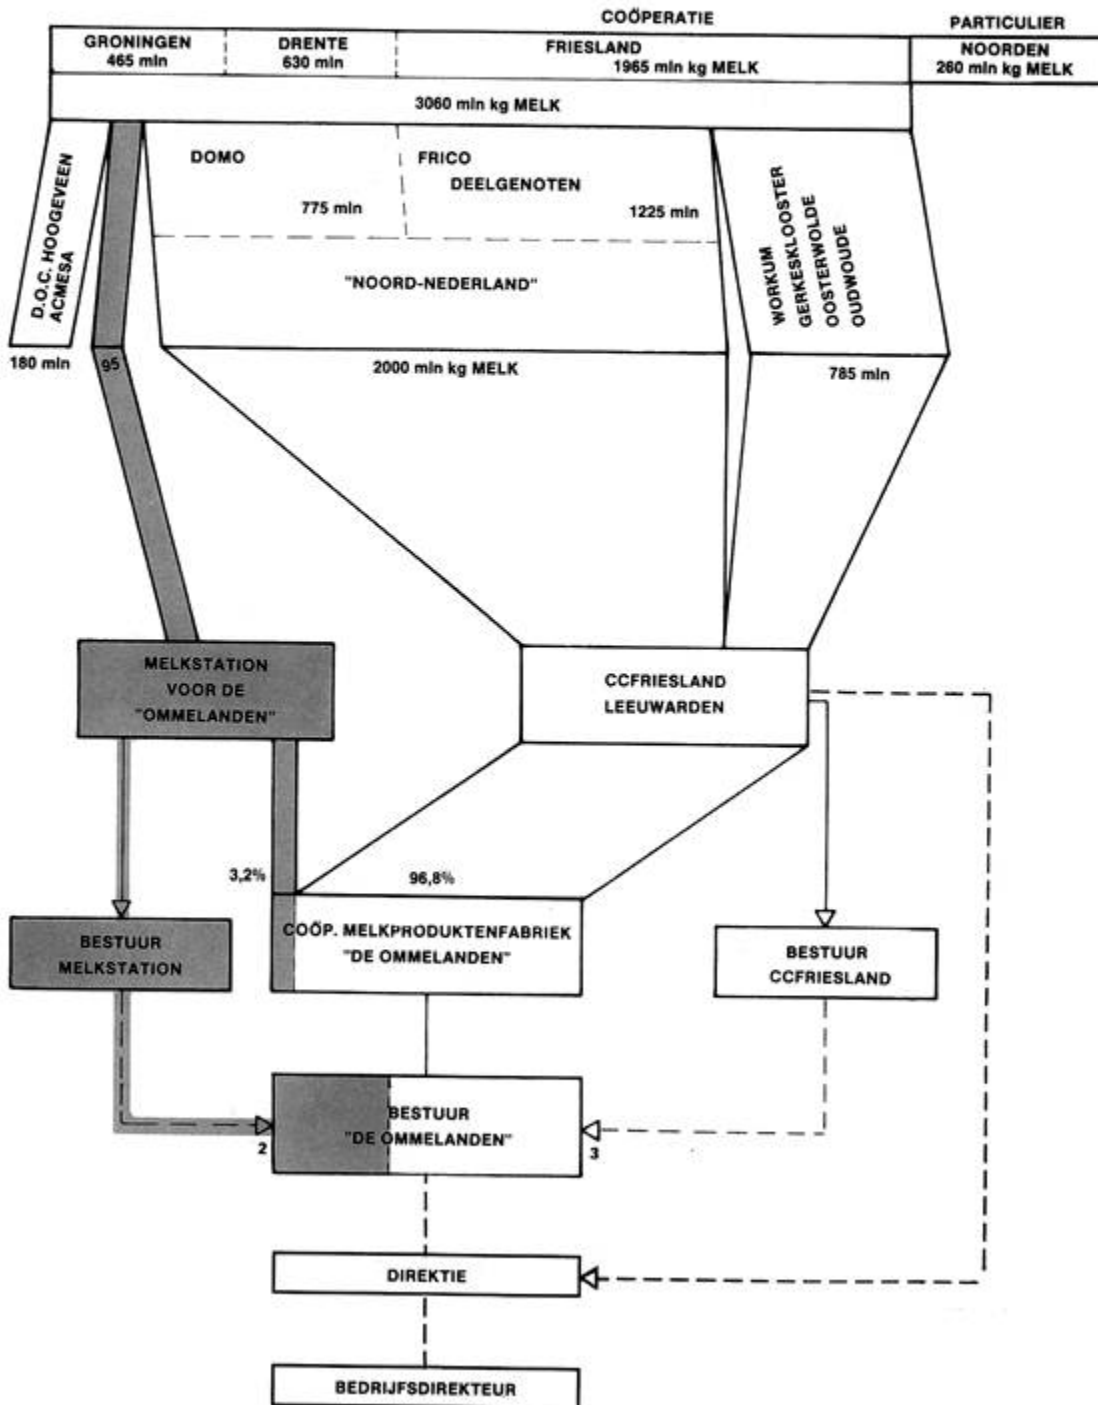 COÖPERATIE
PARTICULIER
GRONINGEN
465 mln
DRENTE
630 mln
FRIESLAND
1965 mln kg MELK
NOORDEN
260 mln kg MELK
3060 mln kg MELK
D.O.C. HOOGEVEEN
ACMESA
180 mln
95
DOMO
775 mln
FRICO
DEELGENOTEN
1225 mln
"NOORD-NEDERLAND"
2000 mln kg MELK
WORKUM
GERKESKLOOSTER
OOSTERWOLDE
OUDWOUDE
785 mln
MELKSTATION
VOOR DE
"OMMELANDEN"
CCFRIESLAND
LEEUWARDEN
3,2%
96,8%
BESTUUR
MELKSTATION
COÖP. MELKPRODUKTENFABRIEK
"DE OMMELANDEN"
BESTUUR
CCFRIESLAND
BESTUUR
"DE OMMELANDEN"
2
3
DIREKTIE
BEDRIJFSDIREKTEUR